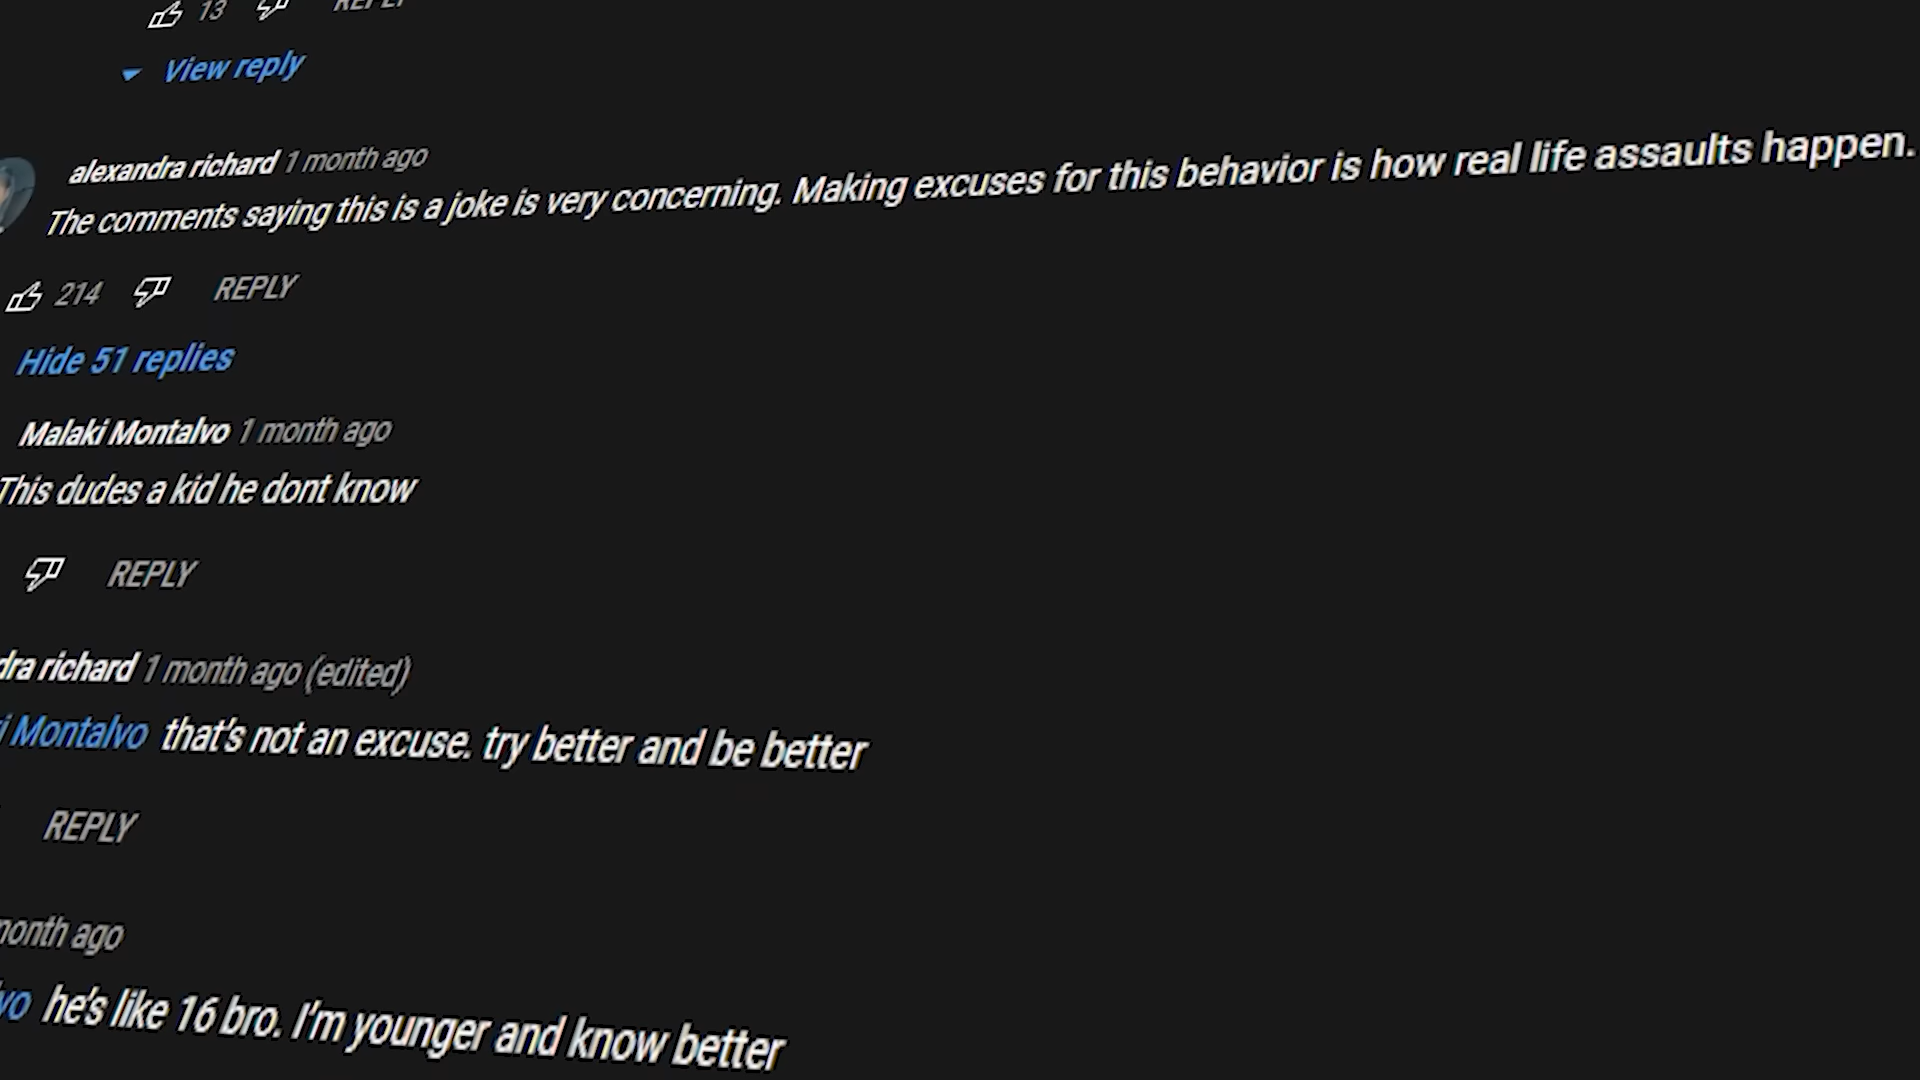 13 REPLY
View reply
alexandra richard 1 month ago
The comments saying this is a joke is very concerning. Making excuses for this behavior is how real life assaults happen.
214 REPLY
Hide 51 replies
Malaki Montalvo 1 month ago
This dudes a kid he dont know
REPLY
dra richard 1 month ago (edited)
i Montalvo that's not an excuse. try better and be better
REPLY
month ago
vo he's like 16 bro. I'm younger and know better